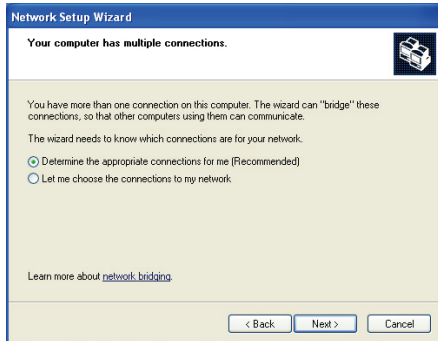 Network Setup Wizard
Your computer has multiple connections.
You have more than one connection on this computer. The wizard can "bridge" these
connections, so that other computers using them can communicate.
The wizard needs to know which connections are for your network.
Determine the appropriate connections for me (Recommended)
Let me choose the connections to my network
Learn more about network bridging.
< Back
Next >
Cancel